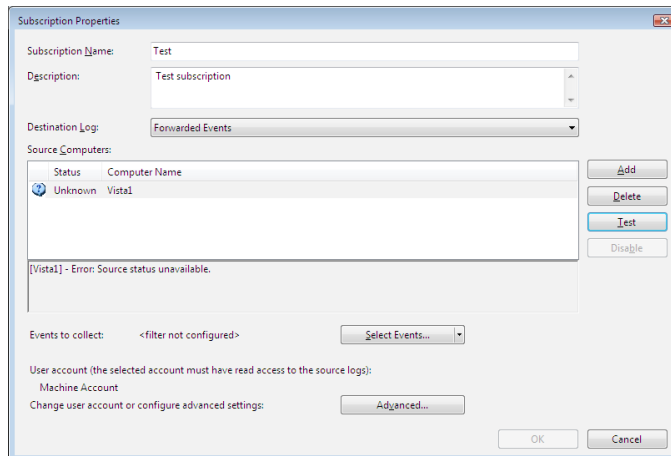 Subscription Properties
Subscription Name: Test
Description: Test subscription
Destination Log: Forwarded Events
Source Computers:
Status Computer Name
Unknown Vista1
Add
Delete
Test
Disable
[Vista1] - Error: Source status unavailable.
Events to collect: <filter not configured> Select Events...
User account (the selected account must have read access to the source logs):
Machine Account
Change user account or configure advanced settings: Advanced...
OK Cancel